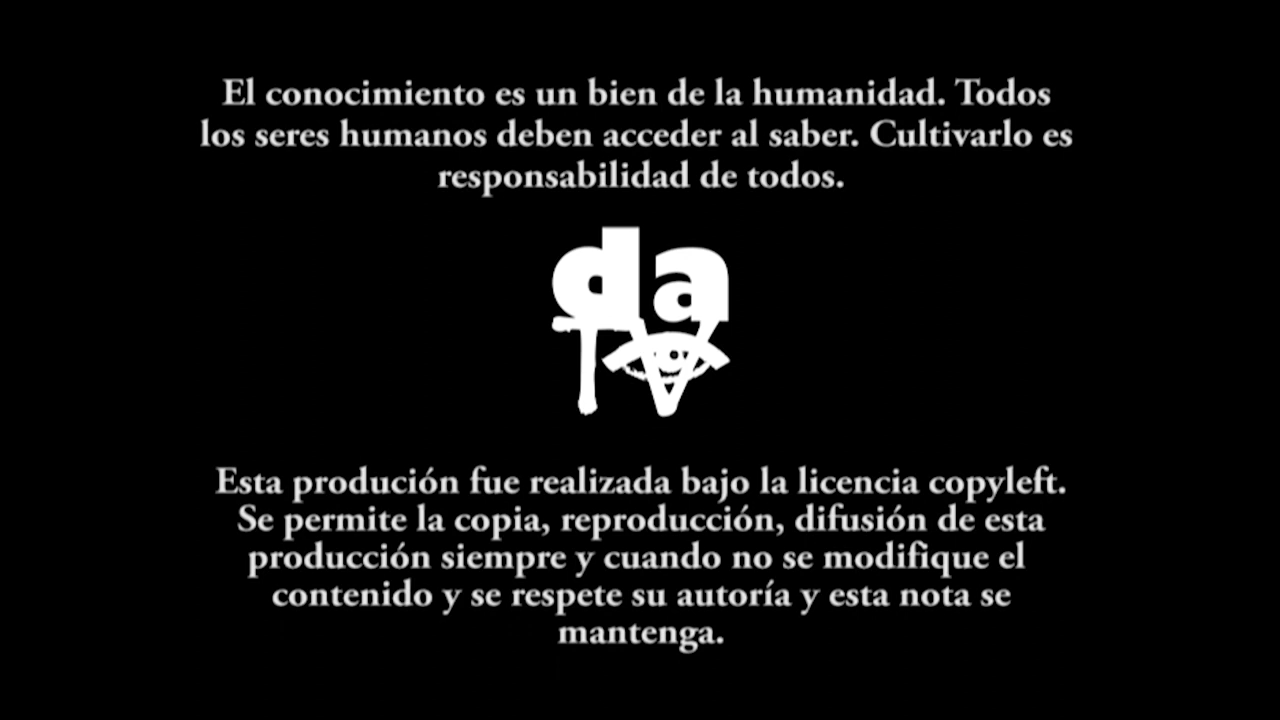 El conocimiento es un bien de la humanidad. Todos
los seres humanos deben acceder al saber. Cultivarlo es
responsabilidad de todos.
da
TV
Esta produción fue realizada bajo la licencia copyleft.
Se permite la copia, reproducción, difusión de esta
producción siempre y cuando no se modifique el
contenido y se respete su autoría y esta nota se
mantenga.